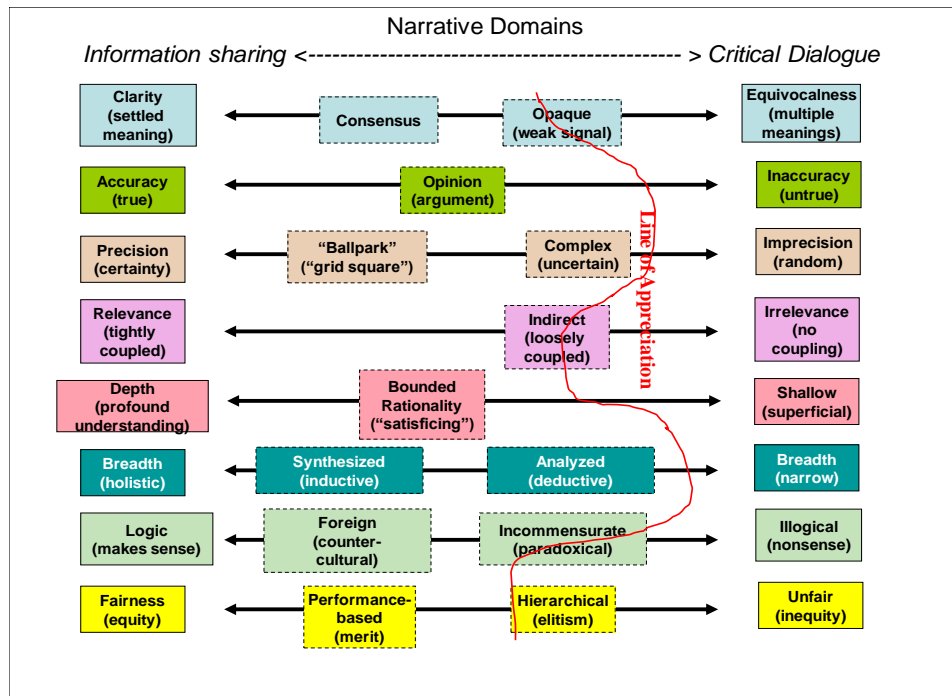 Narrative Domains
Information sharing <---------------------------------------> Critical Dialogue
Clarity
(settled
meaning)
Consensus
Opaque
(weak signal)
Equivocalness
(multiple
meanings)
Accuracy
(true)
Opinion
(argument)
Inaccuracy
(untrue)
Precision
(certainty)
“Ballpark”
(“grid square”)
Complex
(uncertain)
Imprecision
(random)
Line of Appreciation
Relevance
(tightly
coupled)
Indirect
(loosely
coupled)
Irrelevance
(no
coupling)
Depth
(profound
understanding)
Bounded
Rationality
(“satisficing”)
Shallow
(superficial)
Breadth
(holistic)
Synthesized
(inductive)
Analyzed
(deductive)
Breadth
(narrow)
Logic
(makes sense)
Foreign
(counter-
cultural)
Incommensurate
(paradoxical)
Illogical
(nonsense)
Fairness
(equity)
Performance-
based
(merit)
Hierarchical
(elitism)
Unfair
(inequity)